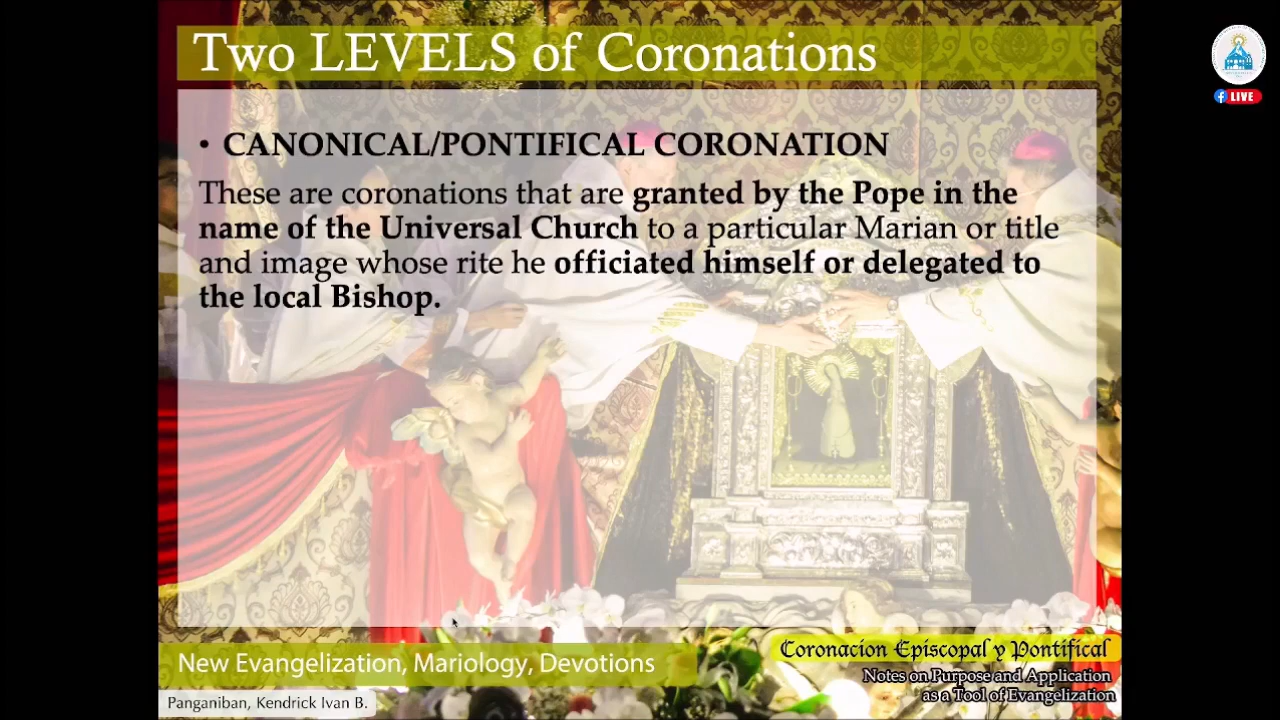 Two LEVELS of Coronations
LIVE
• CANONICAL/PONTIFICAL CORONATION
These are coronations that are granted by the Pope in the
name of the Universal Church to a particular Marian or title
and image whose rite he officiated himself or delegated to
the local Bishop.
New Evangelization, Mariology, Devotions
Coronacion Episcopal y Pontifical
Notes on Purpose and Application
as a Tool of Evangelization
Panganiban, Kendrick Ivan B.